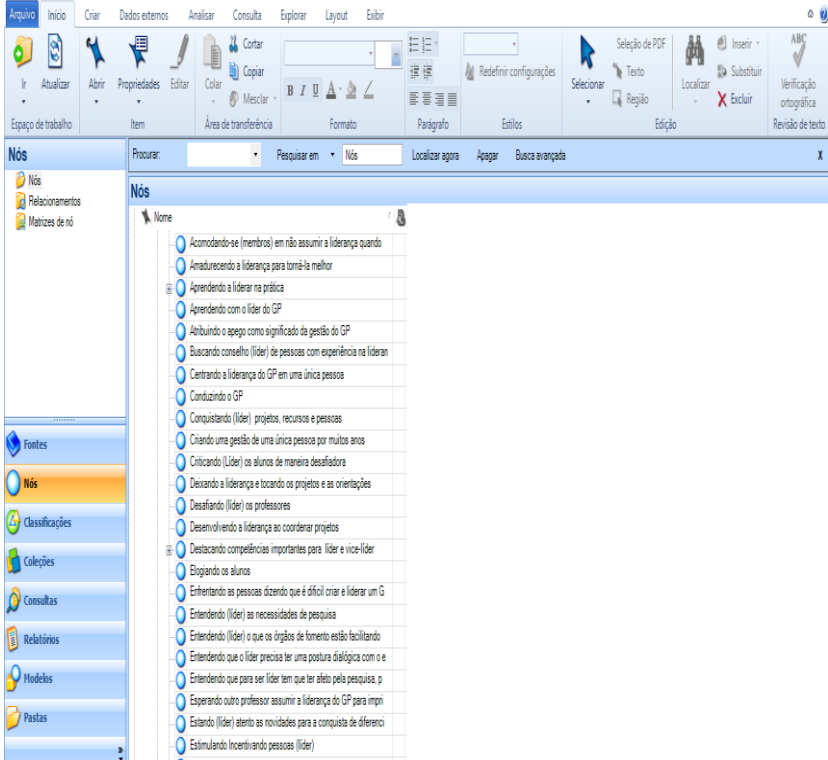 Arquivo Início Criar Dados externos Analisar Consulta Explorar Layout Exibir
Ir Atualizar Abrir Propriedades Editar Colar Cortar Copiar Mesclar
B I U A
Redefinir configurações
Selecionar Seleção de PDF Texto Região
Localizar Inserir Substituir Excluir
ABC Verificação ortográfica
Espaço de trabalho Item Área de transferência Formato Parágrafo Estilos Edição Revisão de texto
Nós
Procurar: Pesquisar em Nós Localizar agora Apagar Busca avançada X
Nós
Relacionamentos
Matrizes de nó
Fontes
Nós
Classificações
Coleções
Consultas
Relatórios
Modelos
Pastas
»
Nós
Nome
Acomodando-se (membros) em não assumir a liderança quando
Amadurecendo a liderança para torná-la melhor
Aprendendo a liderar na prática
Aprendendo com o líder do GP
Atribuindo o apego como significado da gestão do GP
Buscando conselho (líder) de pessoas com experiência na lideran
Centrando a liderança do GP em uma única pessoa
Conduzindo o GP
Conquistando (líder) projetos, recursos e pessoas
Criando uma gestão de uma única pessoa por muitos anos
Criticando (Líder) os alunos de maneira desafiadora
Deixando a liderança e tocando os projetos e as orientações
Desafiando (líder) os professores
Desenvolvendo a liderança ao coordenar projetos
Destacando competências importantes para líder e vice-líder
Elogiando os alunos
Enfrentando as pessoas dizendo que é dificil criar e liderar um G
Entendendo (líder) as necessidades de pesquisa
Entendendo (líder) o que os órgãos de fomento estão facilitando
Entendendo que o líder precisa ter uma postura dialógica com o e
Entendendo que para ser líder tem que ter afeto pela pesquisa, p
Esperando outro professor assumir a liderança do GP para impri
Estando (líder) atento as novidades para a conquista de diferenci
Estimulando Incentivando pessoas (líder)